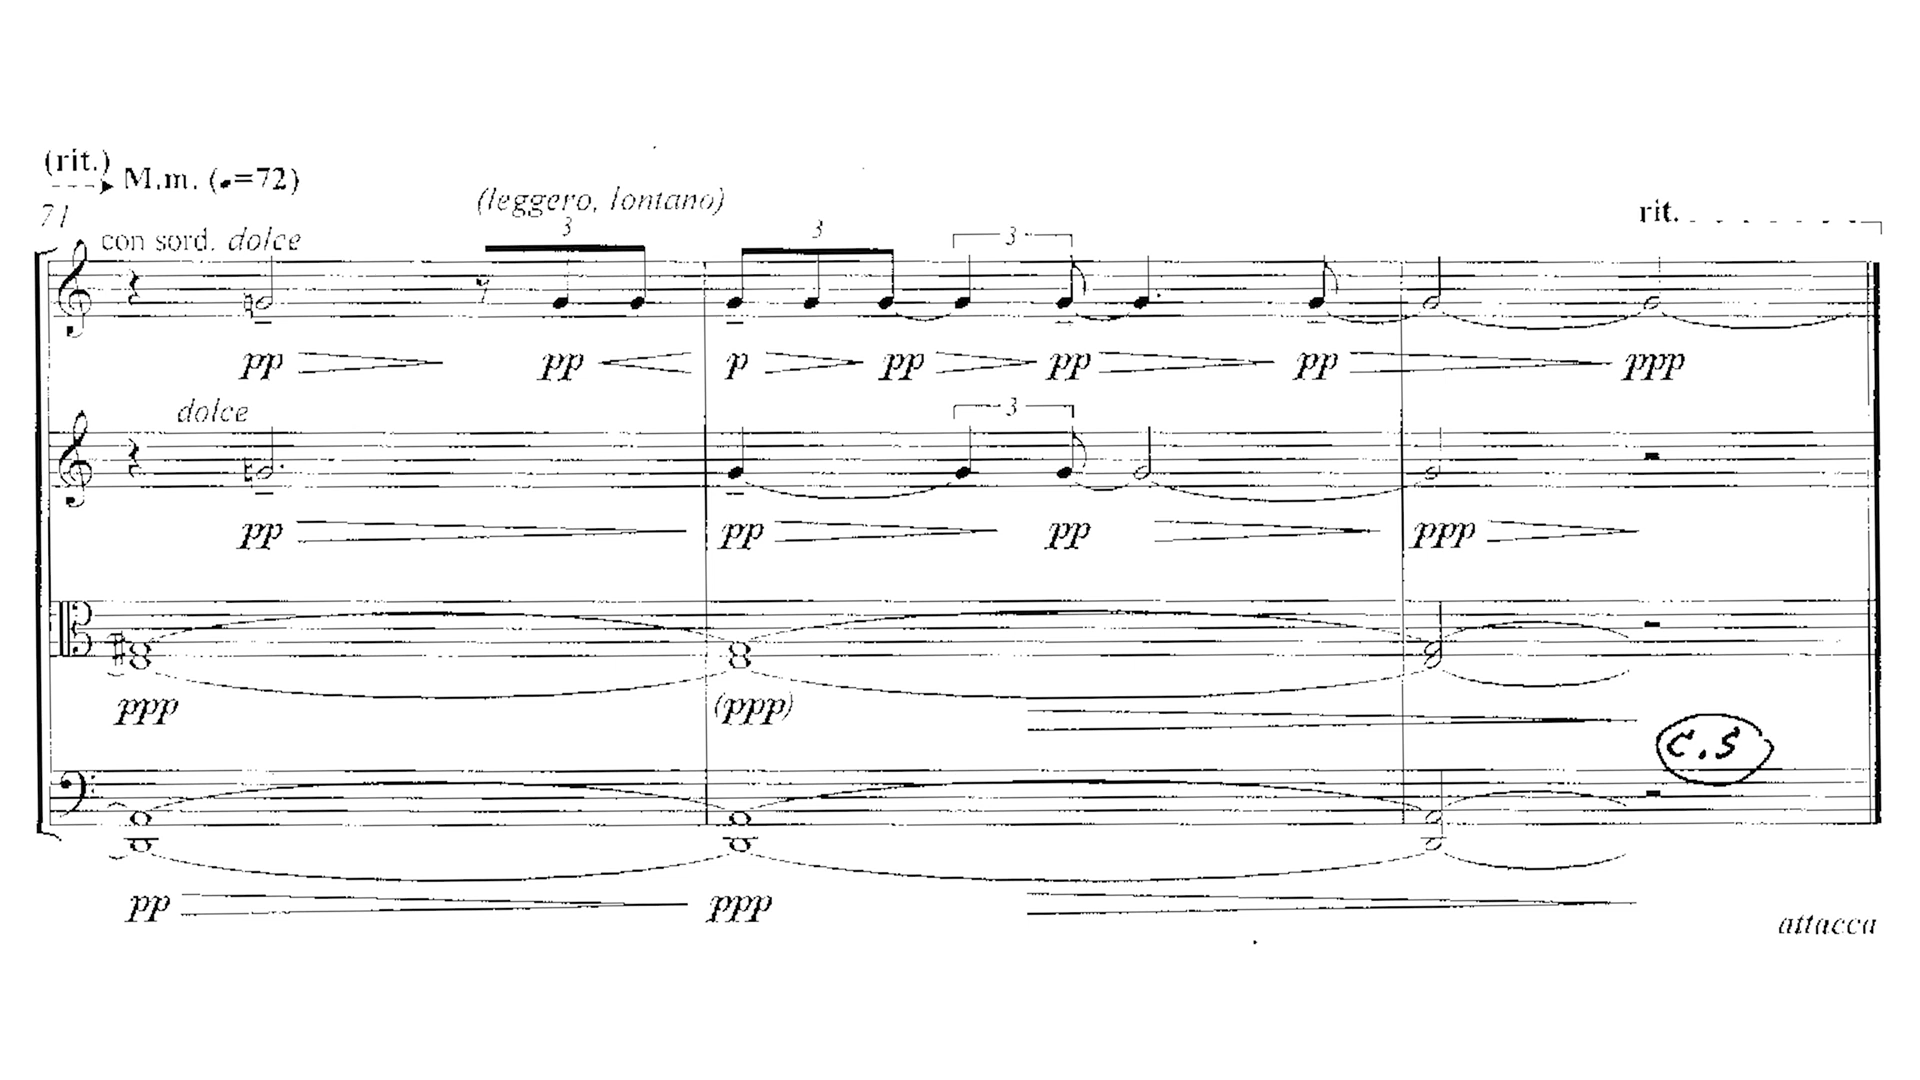 (rit.)
M.m. (♩=72)
71
con sord. dolce
(leggero, lontano)
rit.
3
3
3
pp
pp
p
pp
pp
pp
ppp
dolce
3
pp
pp
pp
ppp
ppp
(ppp)
C.S
pp
ppp
attacca